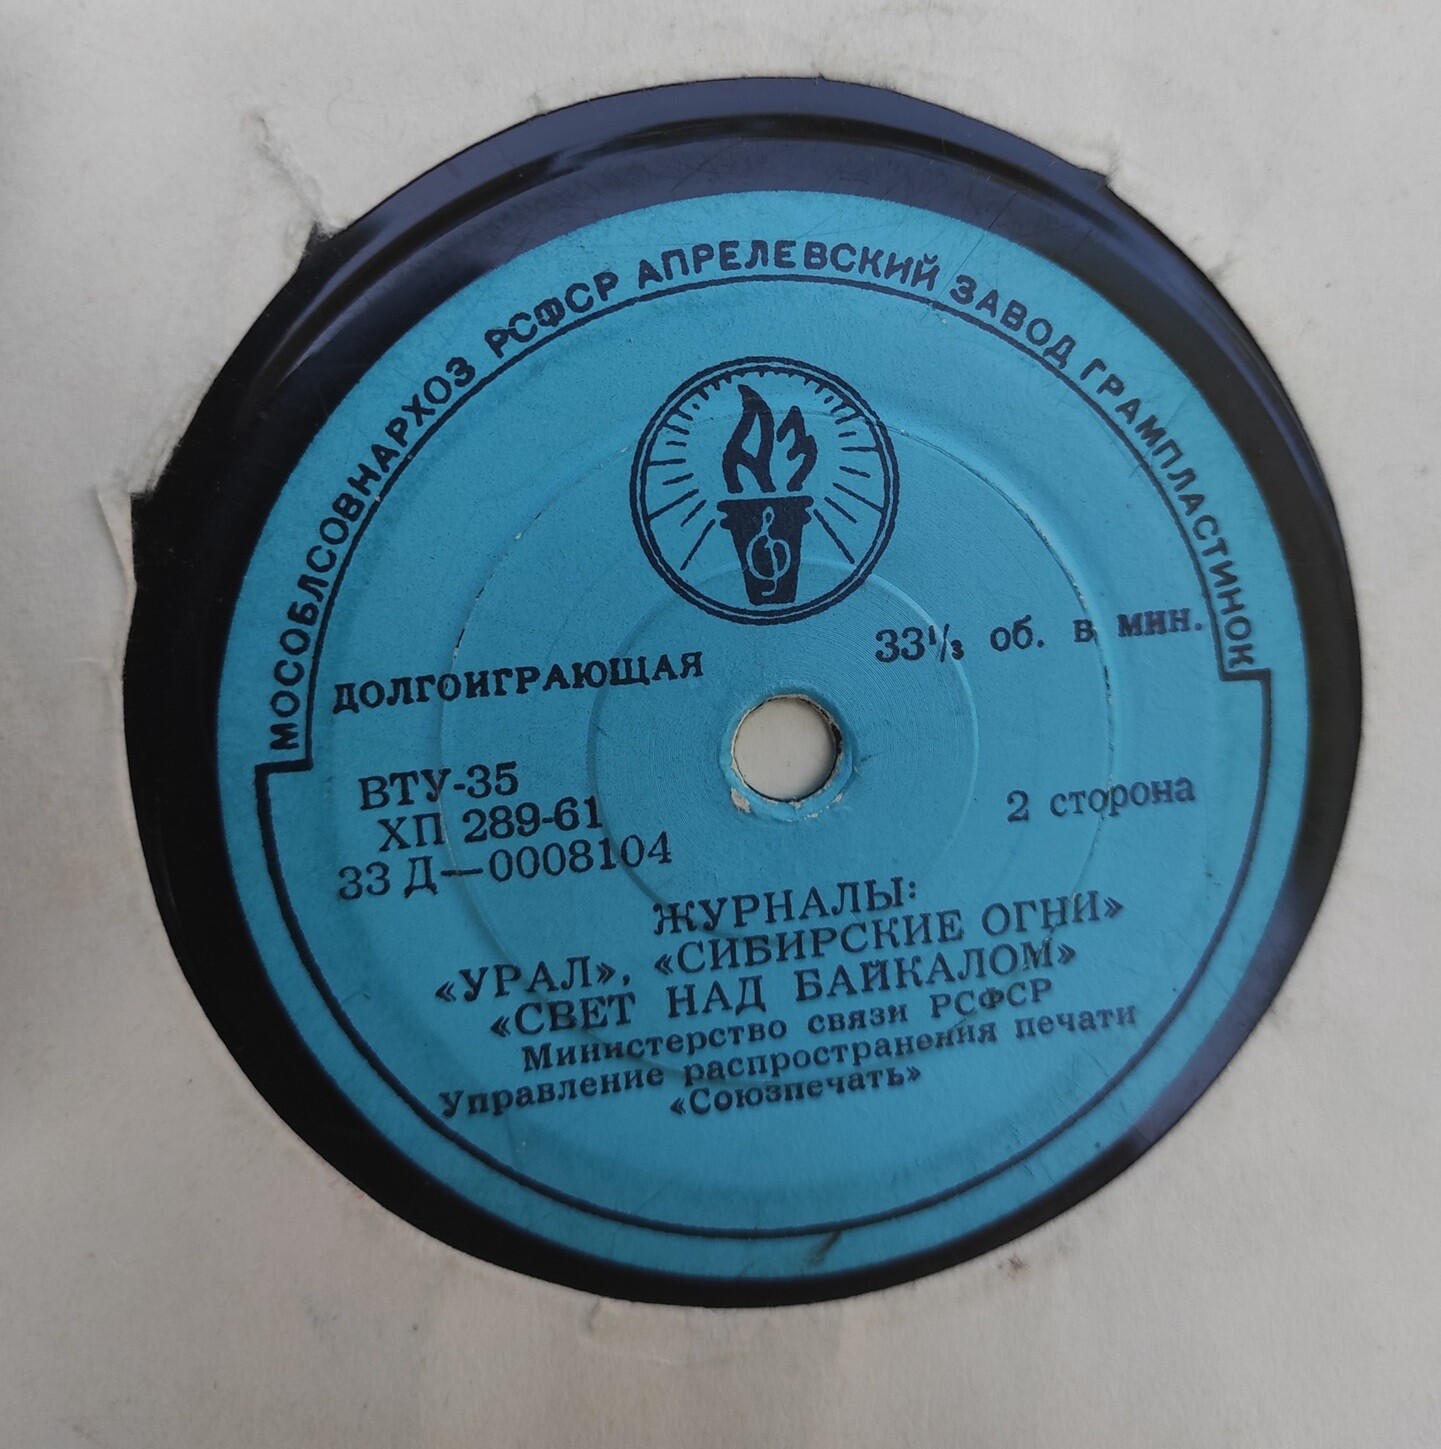 МОСОБЛСОВНАРХОЗ РСФСР АПРЕЛЕВСКИЙ ЗАВОД ГРАМПЛАСТИНОК
АЗ
ДОЛГОИГРАЮЩАЯ
33⅓ об. в мин.
ВТУ-35
ХП 289-61
33 Д—0008104
2 сторона
ЖУРНАЛЫ:
«УРАЛ», «СИБИРСКИЕ ОГНИ»
«СВЕТ НАД БАЙКАЛОМ»
Министерство связи РСФСР
Управление распространения печати
«Союзпечать»